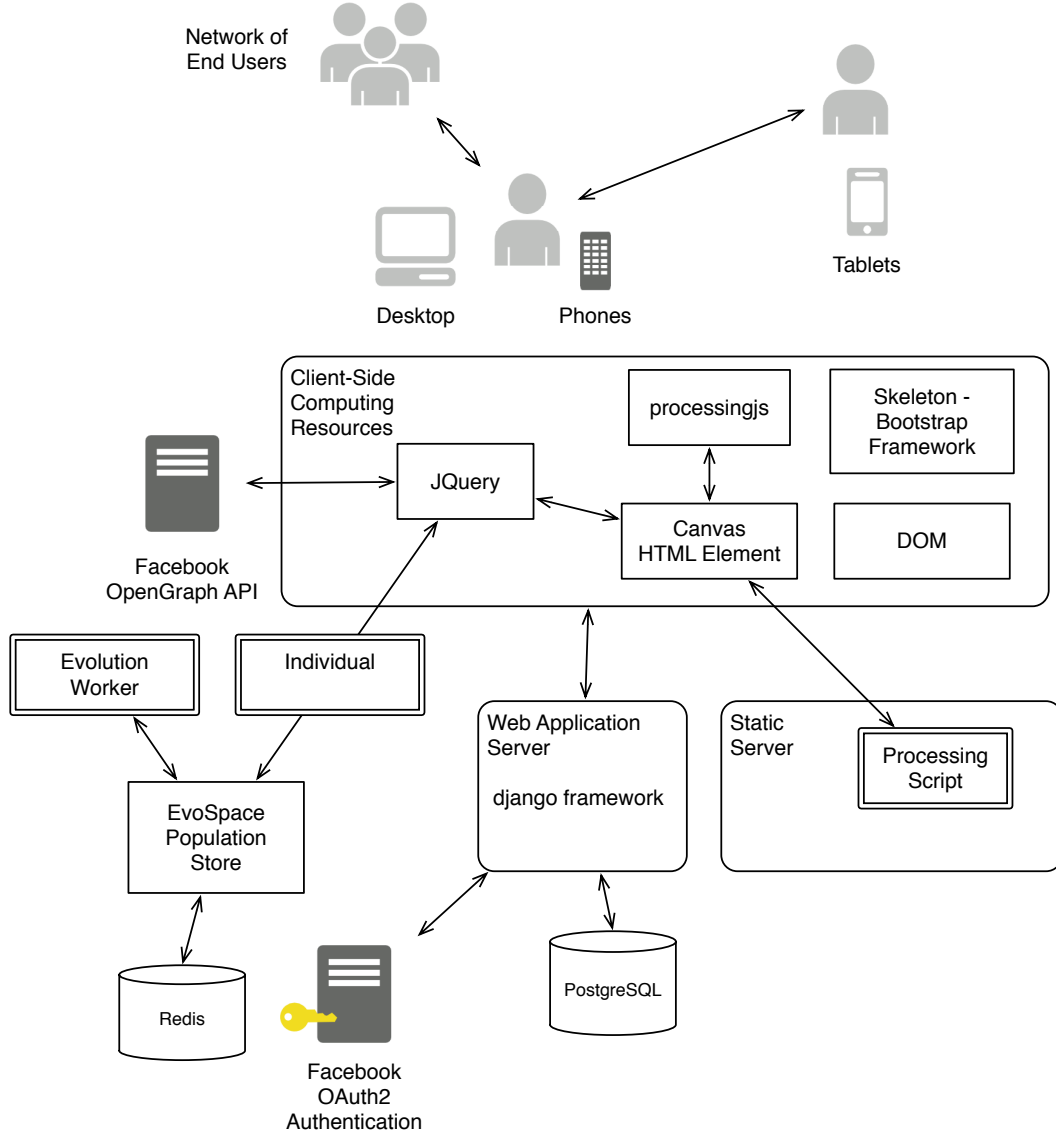 Network of
End Users
Tablets
Desktop
Phones
Client-Side
Computing
Resources
processingjs
Skeleton -
Bootstrap
Framework
JQuery
Canvas
HTML Element
DOM
Facebook
OpenGraph API
Evolution
Worker
Individual
Web Application
Server
django framework
Static
Server
Processing
Script
EvoSpace
Population
Store
Redis
PostgreSQL
Facebook
OAuth2
Authentication